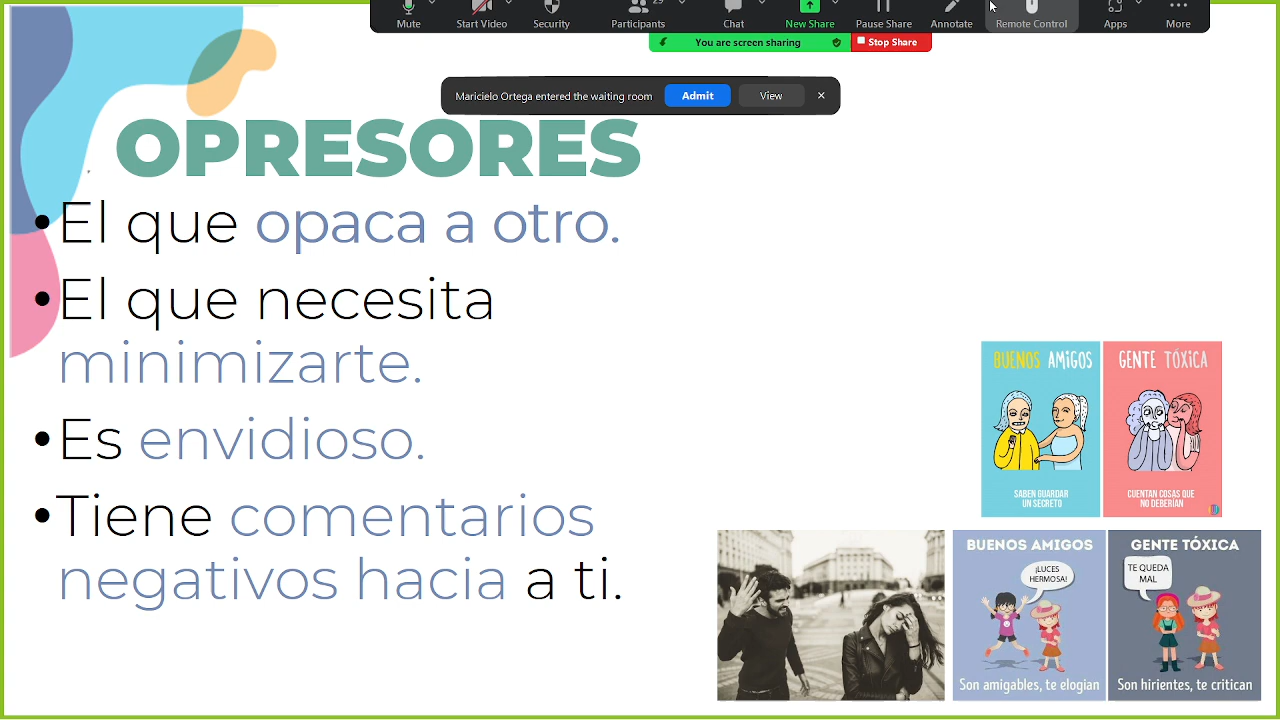 Mute
Start Video
Security
Participants
29
Chat
New Share
Pause Share
Annotate
Remote Control
Apps
More
You are screen sharing
Stop Share
Maricielo Ortega entered the waiting room
Admit
View
OPRESORES
•El que opaca a otro.
•El que necesita
minimizarte.
•Es envidioso.
•Tiene comentarios
negativos hacia a ti.
BUENOS AMIGOS
SABEN GUARDAR
UN SECRETO
GENTE TÓXICA
CUENTAN COSAS QUE
NO DEBERÍAN
BUENOS AMIGOS
¡LUCES
HERMOSA!
Son amigables, te elogian
GENTE TÓXICA
TE QUEDA
MAL
Son hirientes, te critican